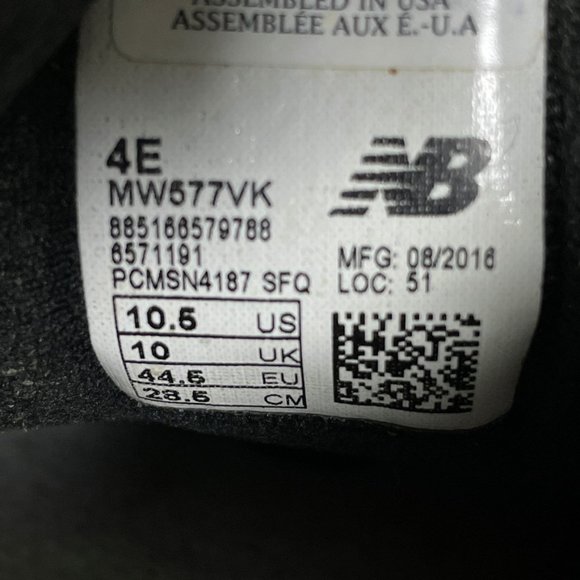 ASSEMBLED IN USA
ASSEMBLÉE AUX É.-U.A
4E
NB
MW577VK
885166579788
6571191
PCMSN4187 SFQ
MFG: 08/2016
LOC: 51
10.5 US
10 UK
44.5 EU
28.5 CM